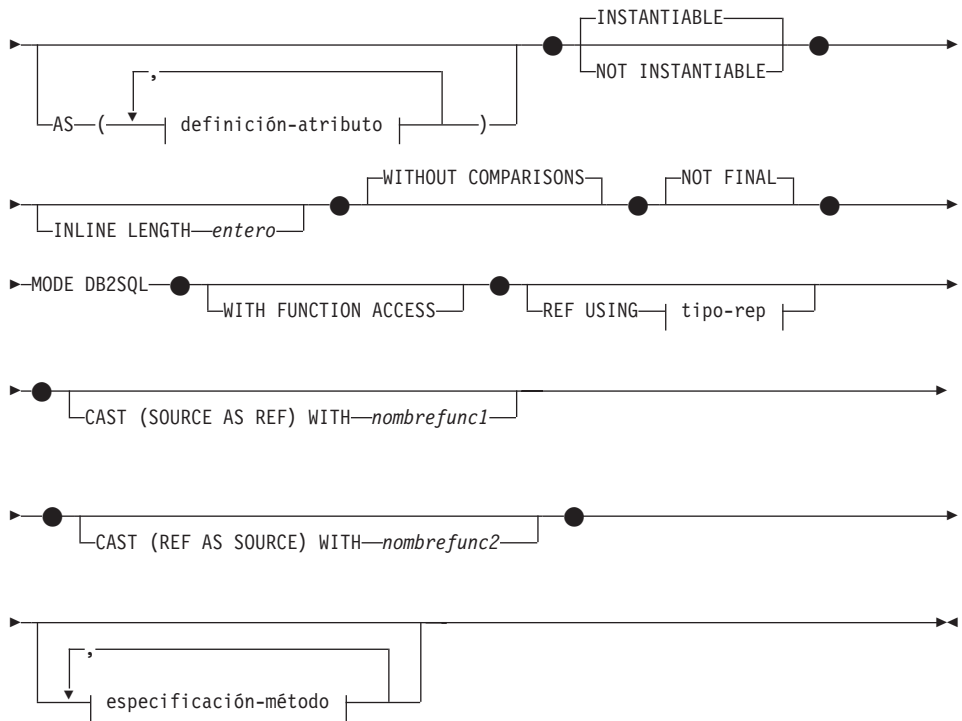 INSTANTIABLE
NOT INSTANTIABLE
,
AS ( definición-atributo )
WITHOUT COMPARISONS NOT FINAL
INLINE LENGTH entero
MODE DB2SQL
WITH FUNCTION ACCESS REF USING tipo-rep
CAST (SOURCE AS REF) WITH nombrefunc1
CAST (REF AS SOURCE) WITH nombrefunc2
,
especificación-método